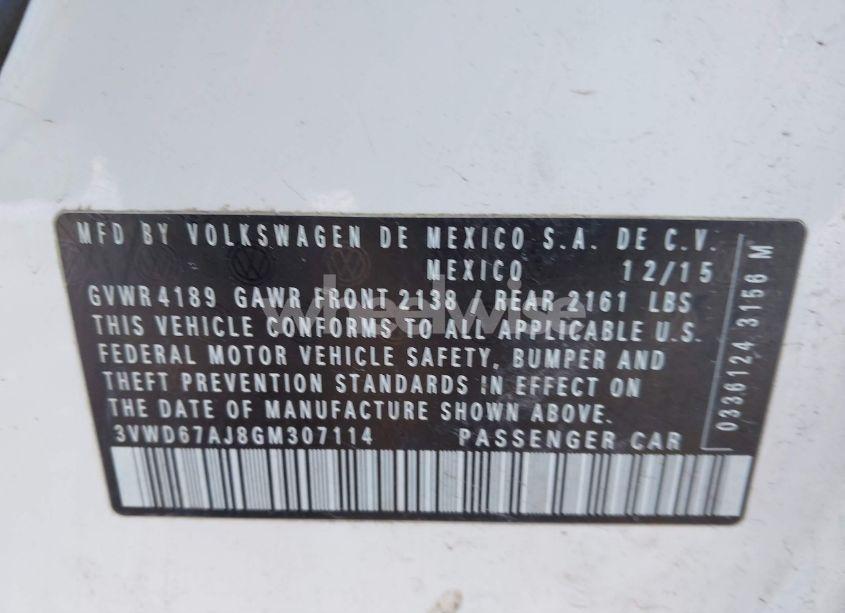 MFD BY VOLKSWAGEN DE MEXICO S.A. DE C.V.
MEXICO 12/15
GVWR 4189 GAWR FRONT 2138 / REAR 2161 LBS
THIS VEHICLE CONFORMS TO ALL APPLICABLE U.S.
FEDERAL MOTOR VEHICLE SAFETY, BUMPER AND
THEFT PREVENTION STANDARDS IN EFFECT ON
THE DATE OF MANUFACTURE SHOWN ABOVE.
3VWD67AJ8GM307114 PASSENGER CAR
0336124 3156 M
wheelwise